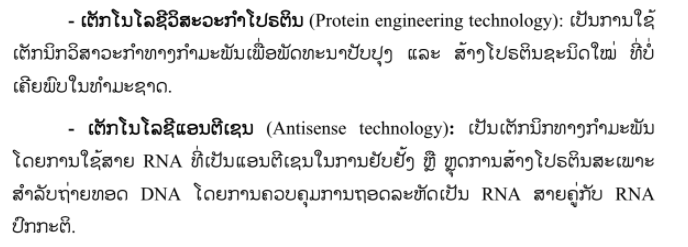 - ເຕັກໂນໂລຊີວິສະວະກຳໂປຣຕິນ (Protein engineering technology): ເປັນການໃຊ້
ເຕັກນິກວິສາວະກຳທາງກຳມະພັນເພື່ອພັດທະນາປັບປຸງ ແລະ ສ້າງໂປຣຕິນຊະນິດໃໝ່ ທີ່ບໍ່
ເຄີຍພົບໃນທຳມະຊາດ.
- ເຕັກໂນໂລຊີແອນຕີເຊນ (Antisense technology): ເປັນເຕັກນິກທາງກຳມະພັນ
ໂດຍການໃຊ້ສາຍ RNA ທີ່ເປັນແອນຕີເຊນໃນການຢັບຢັ້ງ ຫຼື ຫຼຸດການສ້າງໂປຣຕິນສະເພາະ
ສຳລັບຖ່າຍທອດ DNA ໂດຍການຄວບຄຸມການຖອດລະຫັດເປັນ RNA ສາຍຄູ່ກັບ RNA
ປົກກະຕິ.